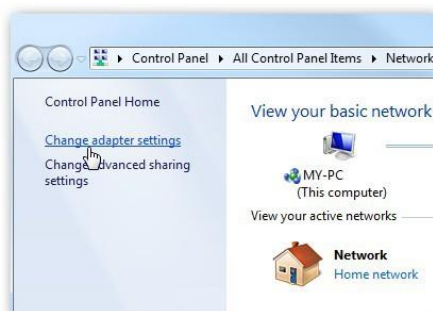 Control Panel ▸ All Control Panel Items ▸ Network
Control Panel Home
View your basic network
Change adapter settings
Change advanced sharing
settings
MY-PC
(This computer)
View your active networks
Network
Home network